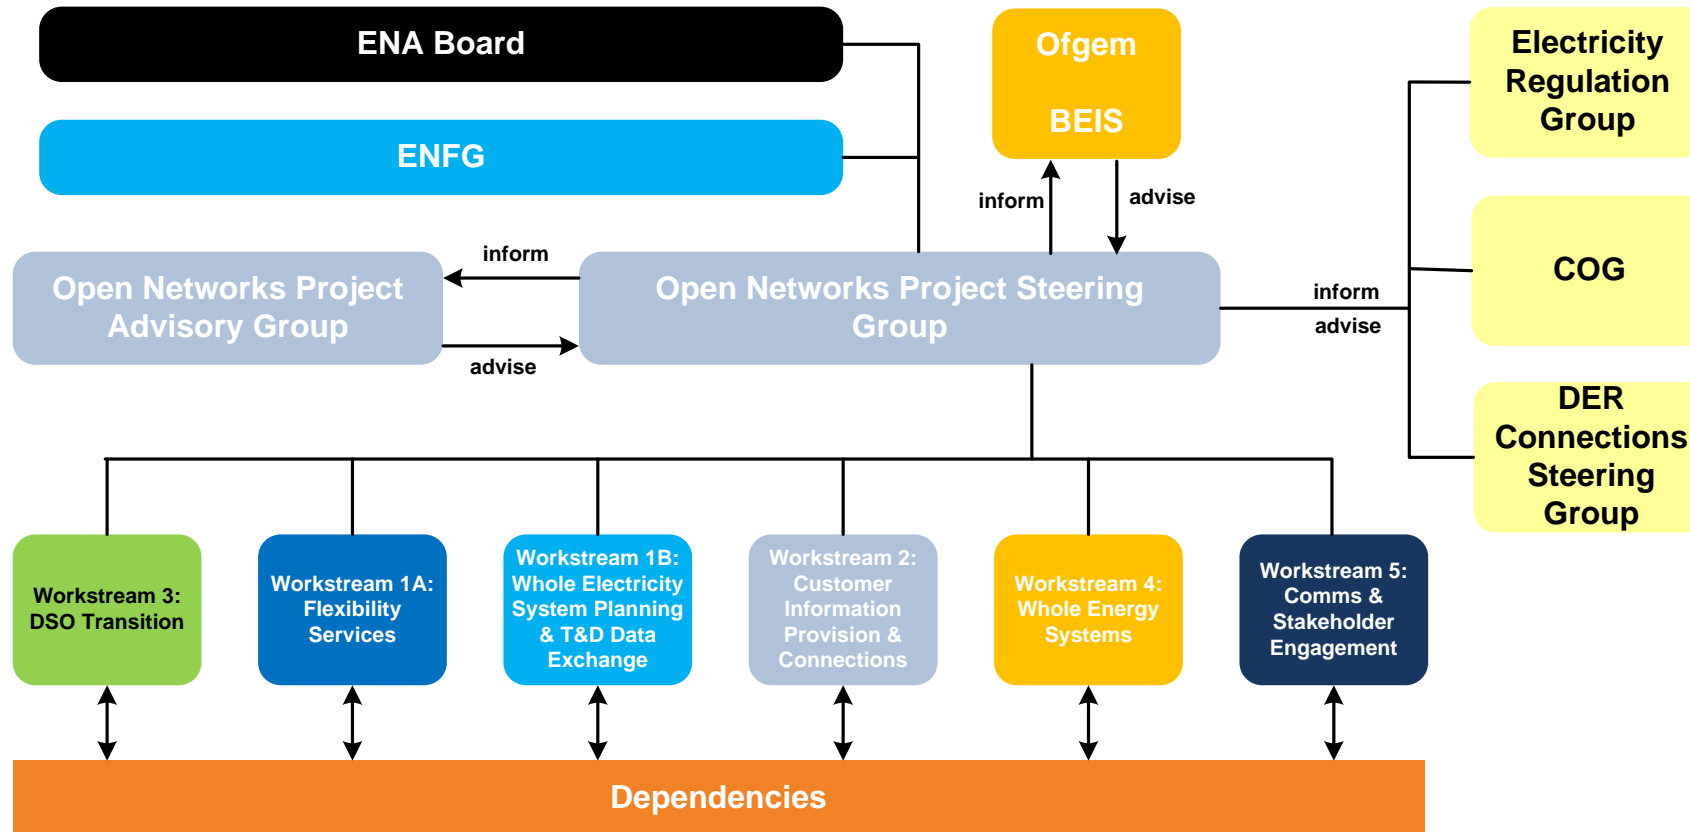 ENA Board
ENFG
Ofgem
BEIS
Electricity
Regulation
Group
COG
DER
Connections
Steering
Group
inform
advise
inform
advise
inform
advise
Open Networks Project
Advisory Group
Open Networks Project Steering
Group
Workstream 3:
DSO Transition
Workstream 1A:
Flexibility
Services
Workstream 1B:
Whole Electricity
System Planning
& T&D Data
Exchange
Workstream 2:
Customer
Information
Provision &
Connections
Workstream 4:
Whole Energy
Systems
Workstream 5:
Comms &
Stakeholder
Engagement
Dependencies